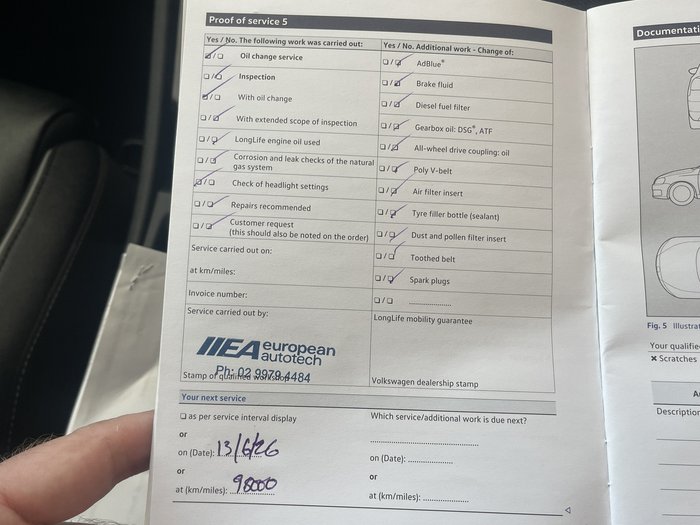 Proof of service 5
Yes / No. The following work was carried out:
Oil change service
Inspection
With oil change
With extended scope of inspection
LongLife engine oil used
Corrosion and leak checks of the natural
gas system
Check of headlight settings
Repairs recommended
Customer request
(this should also be noted on the order)
Service carried out on:
at km/miles:
Invoice number:
Service carried out by:
European
autotech
Ph: 02 9979 4484
Stamp of qualified workshop
Yes / No. Additional work - Change of:
AdBlue®
Brake fluid
Diesel fuel filter
Gearbox oil: DSG®, ATF
All-wheel drive coupling: oil
Poly V-belt
Air filter insert
Tyre filler bottle (sealant)
Dust and pollen filter insert
Toothed belt
Spark plugs
LongLife mobility guarantee
Volkswagen dealership stamp
Your next service
as per service interval display
or
on (Date): 13/6/26
or
at (km/miles): 98000
Which service/additional work is due next?
on (Date):
or
at (km/miles):
Documentati
Fig. 5 Illustrat
Your qualifie
✖ Scratches
Descriptio